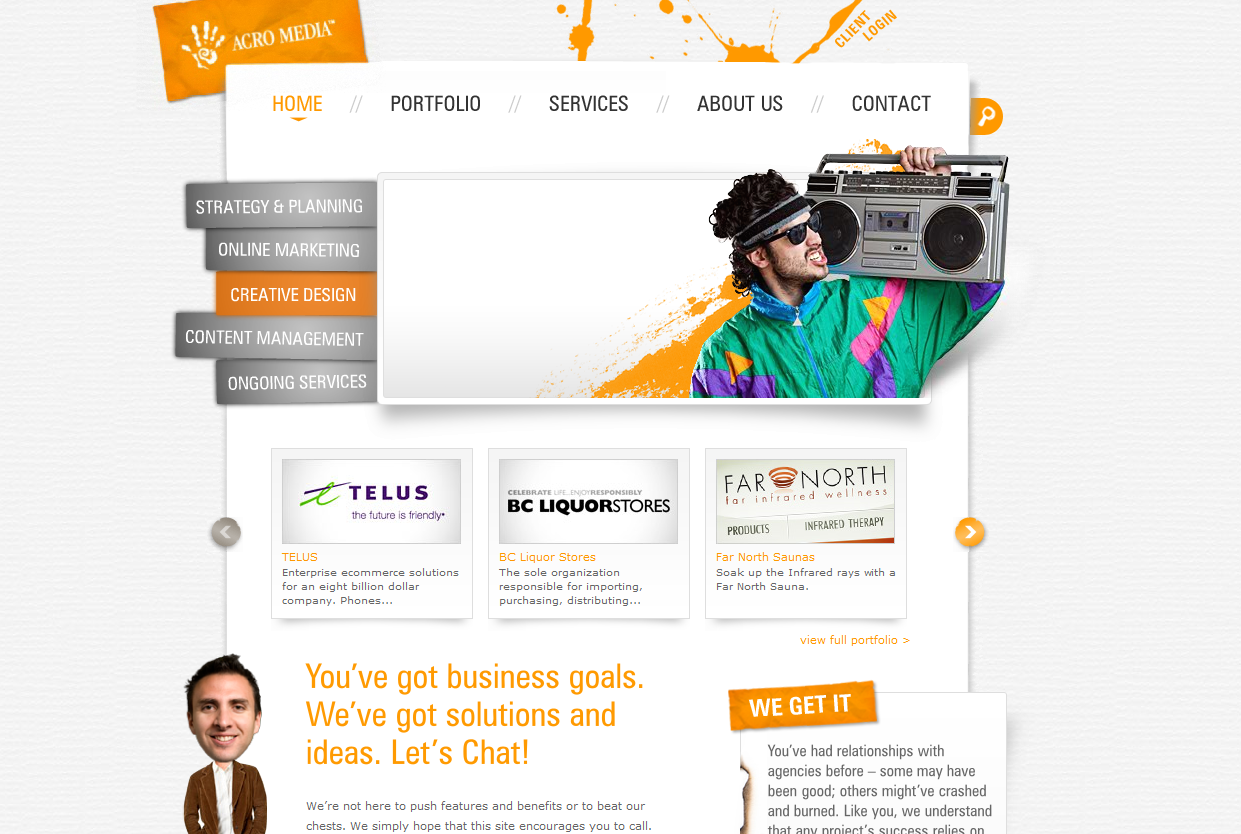 ACRO MEDIA™
CLIENT
LOGIN
HOME // PORTFOLIO // SERVICES // ABOUT US // CONTACT
STRATEGY & PLANNING
ONLINE MARKETING
CREATIVE DESIGN
CONTENT MANAGEMENT
ONGOING SERVICES
TELUS
the future is friendly•
TELUS
Enterprise ecommerce solutions
for an eight billion dollar
company. Phones...
CELEBRATE LIFE...ENJOY RESPONSIBLY
BC LIQUORSTORES
BC Liquor Stores
The sole organization
responsible for importing,
purchasing, distributing...
FAR NORTH
far infrared wellness
PRODUCTS INFRARED THERAPY
Far North Saunas
Soak up the Infrared rays with a
Far North Sauna.
view full portfolio >
You've got business goals.
We've got solutions and
ideas. Let's Chat!
We're not here to push features and benefits or to beat our
chests. We simply hope that this site encourages you to call.
WE GET IT
You've had relationships with
agencies before – some may have
been good; others might've crashed
and burned. Like you, we understand
that any project's success relies on